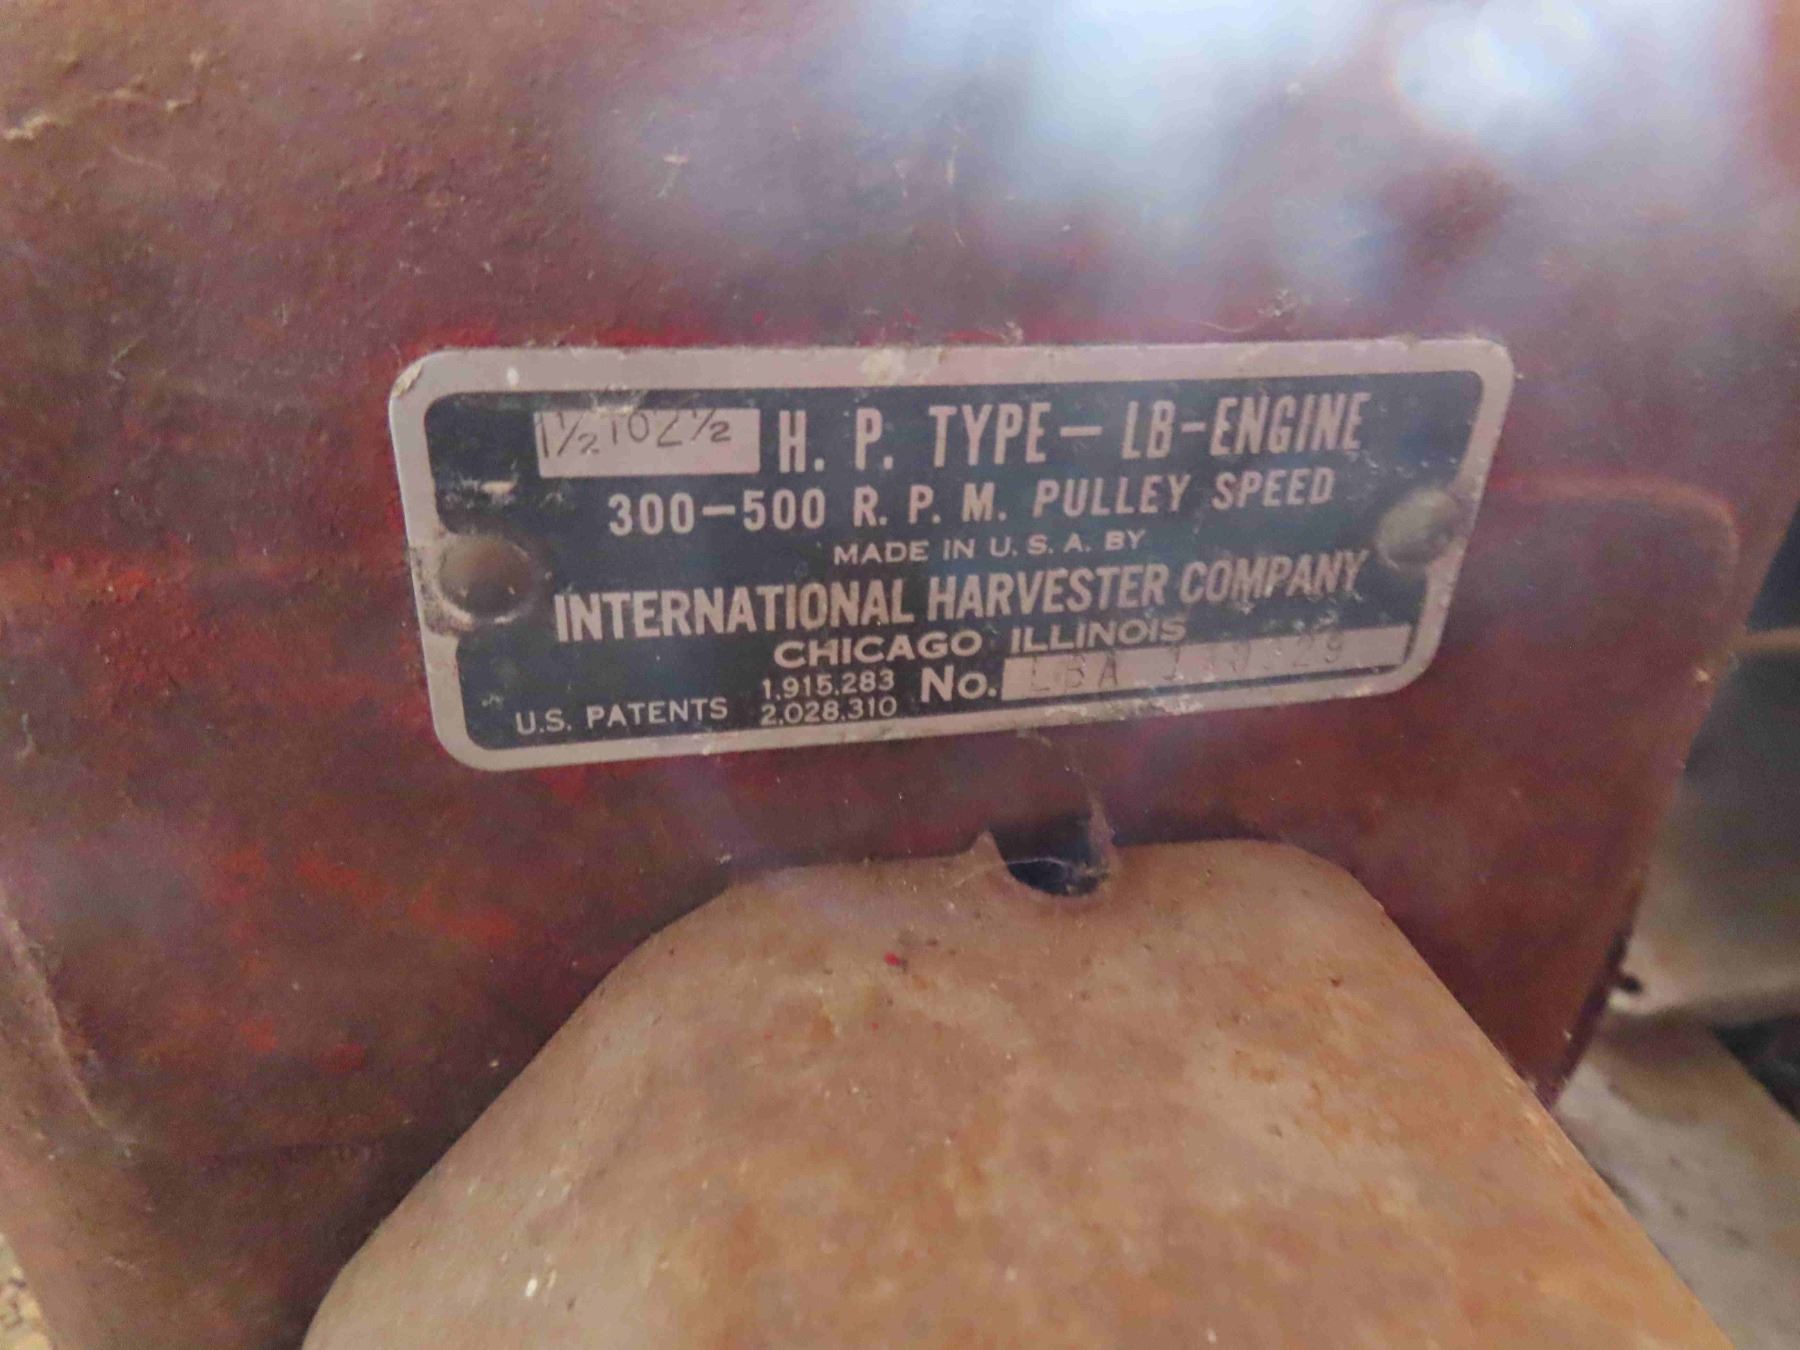 1½ TO 2½ H. P. TYPE — LB-ENGINE
300-500 R. P. M. PULLEY SPEED
MADE IN U. S. A. BY
INTERNATIONAL HARVESTER COMPANY
CHICAGO ILLINOIS
U.S. PATENTS 1.915.283
2.028.310
No. LBA